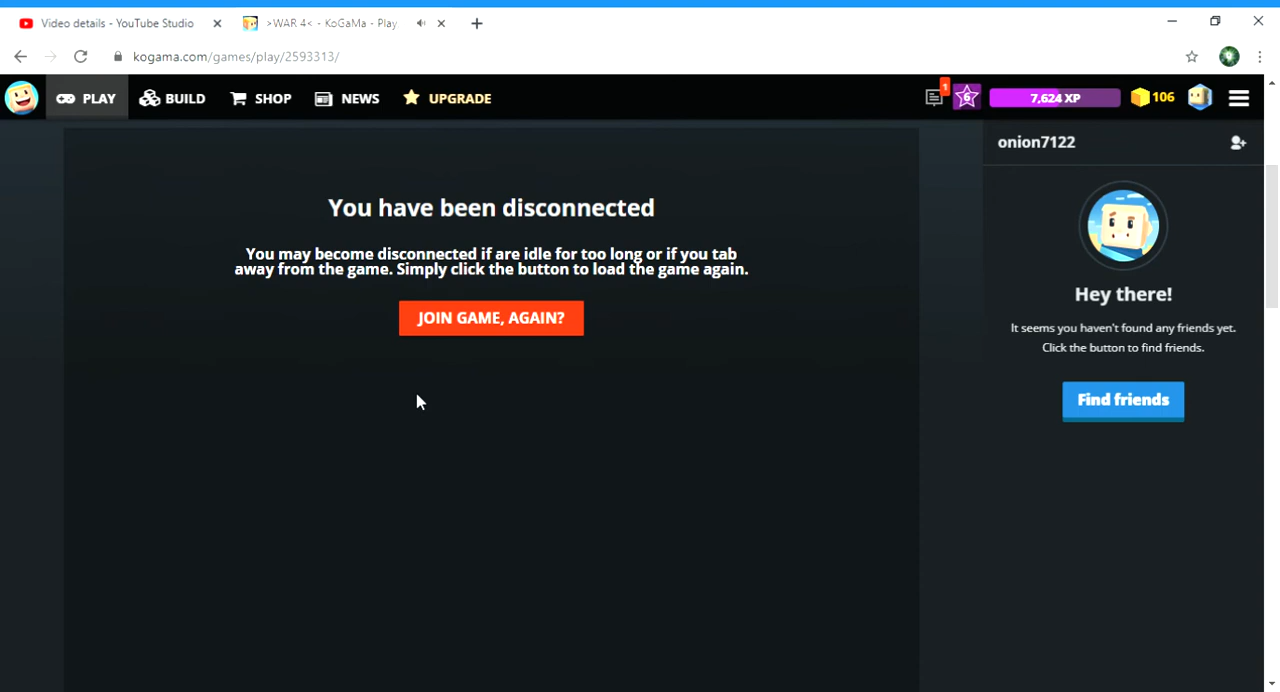 Video details - YouTube Studio
>WAR 4< - KoGaMa - Play
kogama.com/games/play/2593313/
PLAY
BUILD
SHOP
NEWS
UPGRADE
1
6
7,624 XP
106
onion7122
You have been disconnected
You may become disconnected if are idle for too long or if you tab
away from the game. Simply click the button to load the game again.
JOIN GAME, AGAIN?
Hey there!
It seems you haven't found any friends yet.
Click the button to find friends.
Find friends